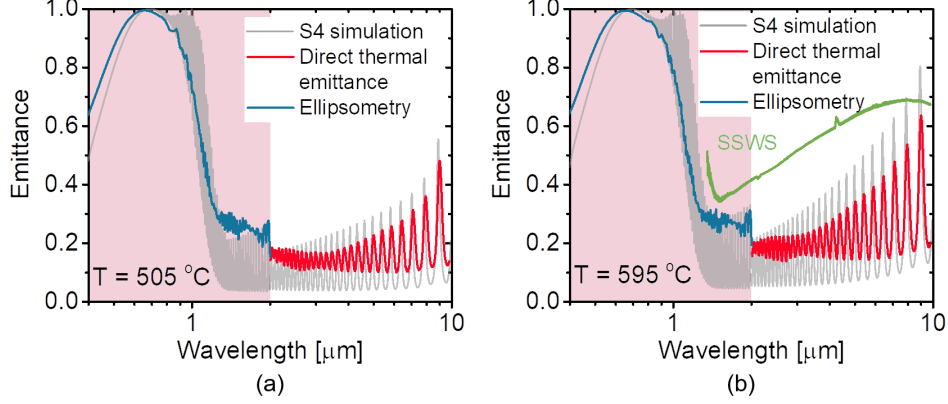 1.0
0.8
0.6
0.4
0.2
0.0
Emittance
S4 simulation
Direct thermal
emittance
Ellipsometry
T = 505 °C
1
10
Wavelength [μm]
(a)
1.0
0.8
0.6
0.4
0.2
0.0
Emittance
S4 simulation
Direct thermal
emittance
Ellipsometry
SSWS
T = 595 °C
1
10
Wavelength [μm]
(b)